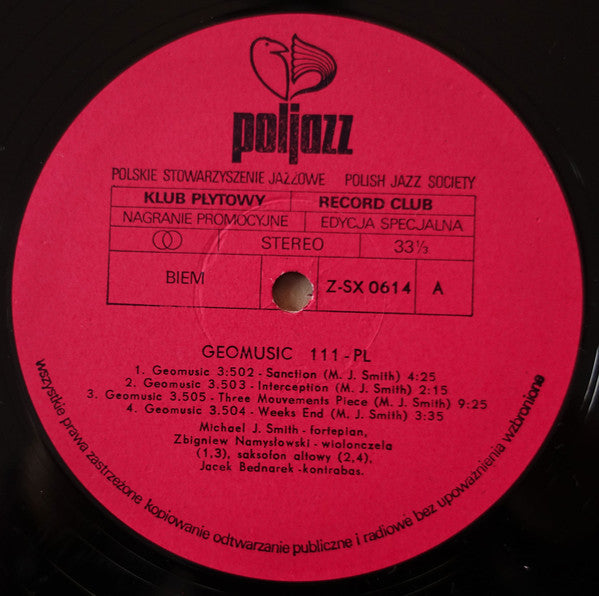 poljazz
POLSKIE STOWARZYSZENIE JAZZOWE POLISH JAZZ SOCIETY
KLUB PŁYTOWY RECORD CLUB
NAGRANIE PROMOCYJNE EDYCJA SPECJALNA
STEREO 33⅓
BIEM Z-SX 0614 A
GEOMUSIC 111-PL
1. Geomusic 3:502 - Sanction (M. J. Smith) 4:25
2. Geomusic 3:503 - Interception (M. J. Smith) 2:15
3. Geomusic 3.505 - Three Mouvements Piece (M. J. Smith) 9:25
4. Geomusic 3:504 - Weeks End (M. J. Smith) 3:35
Michael J. Smith - fortepian,
Zbigniew Namysłowski - wiolonczela
(1,3), saksofon altowy (2,4),
Jacek Bednarek - kontrabas.
wszystkie prawa zastrzeżone kopiowanie odtwarzanie publiczne i radiowe bez upoważnienia wzbronione